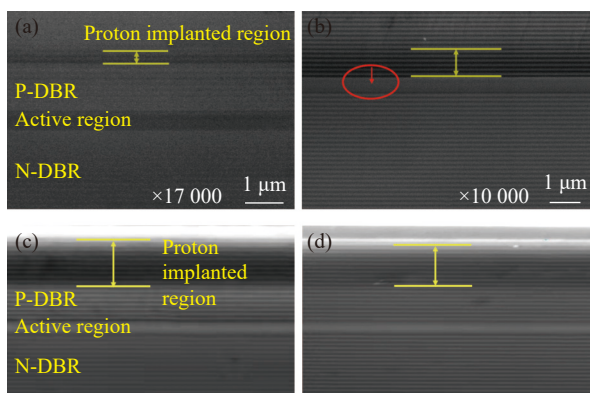 (a)
Proton implanted region
P-DBR
Active region
N-DBR
×17 000
1 μm
(b)
×10 000
1 μm
(c)
Proton
implanted
region
P-DBR
Active region
N-DBR
(d)